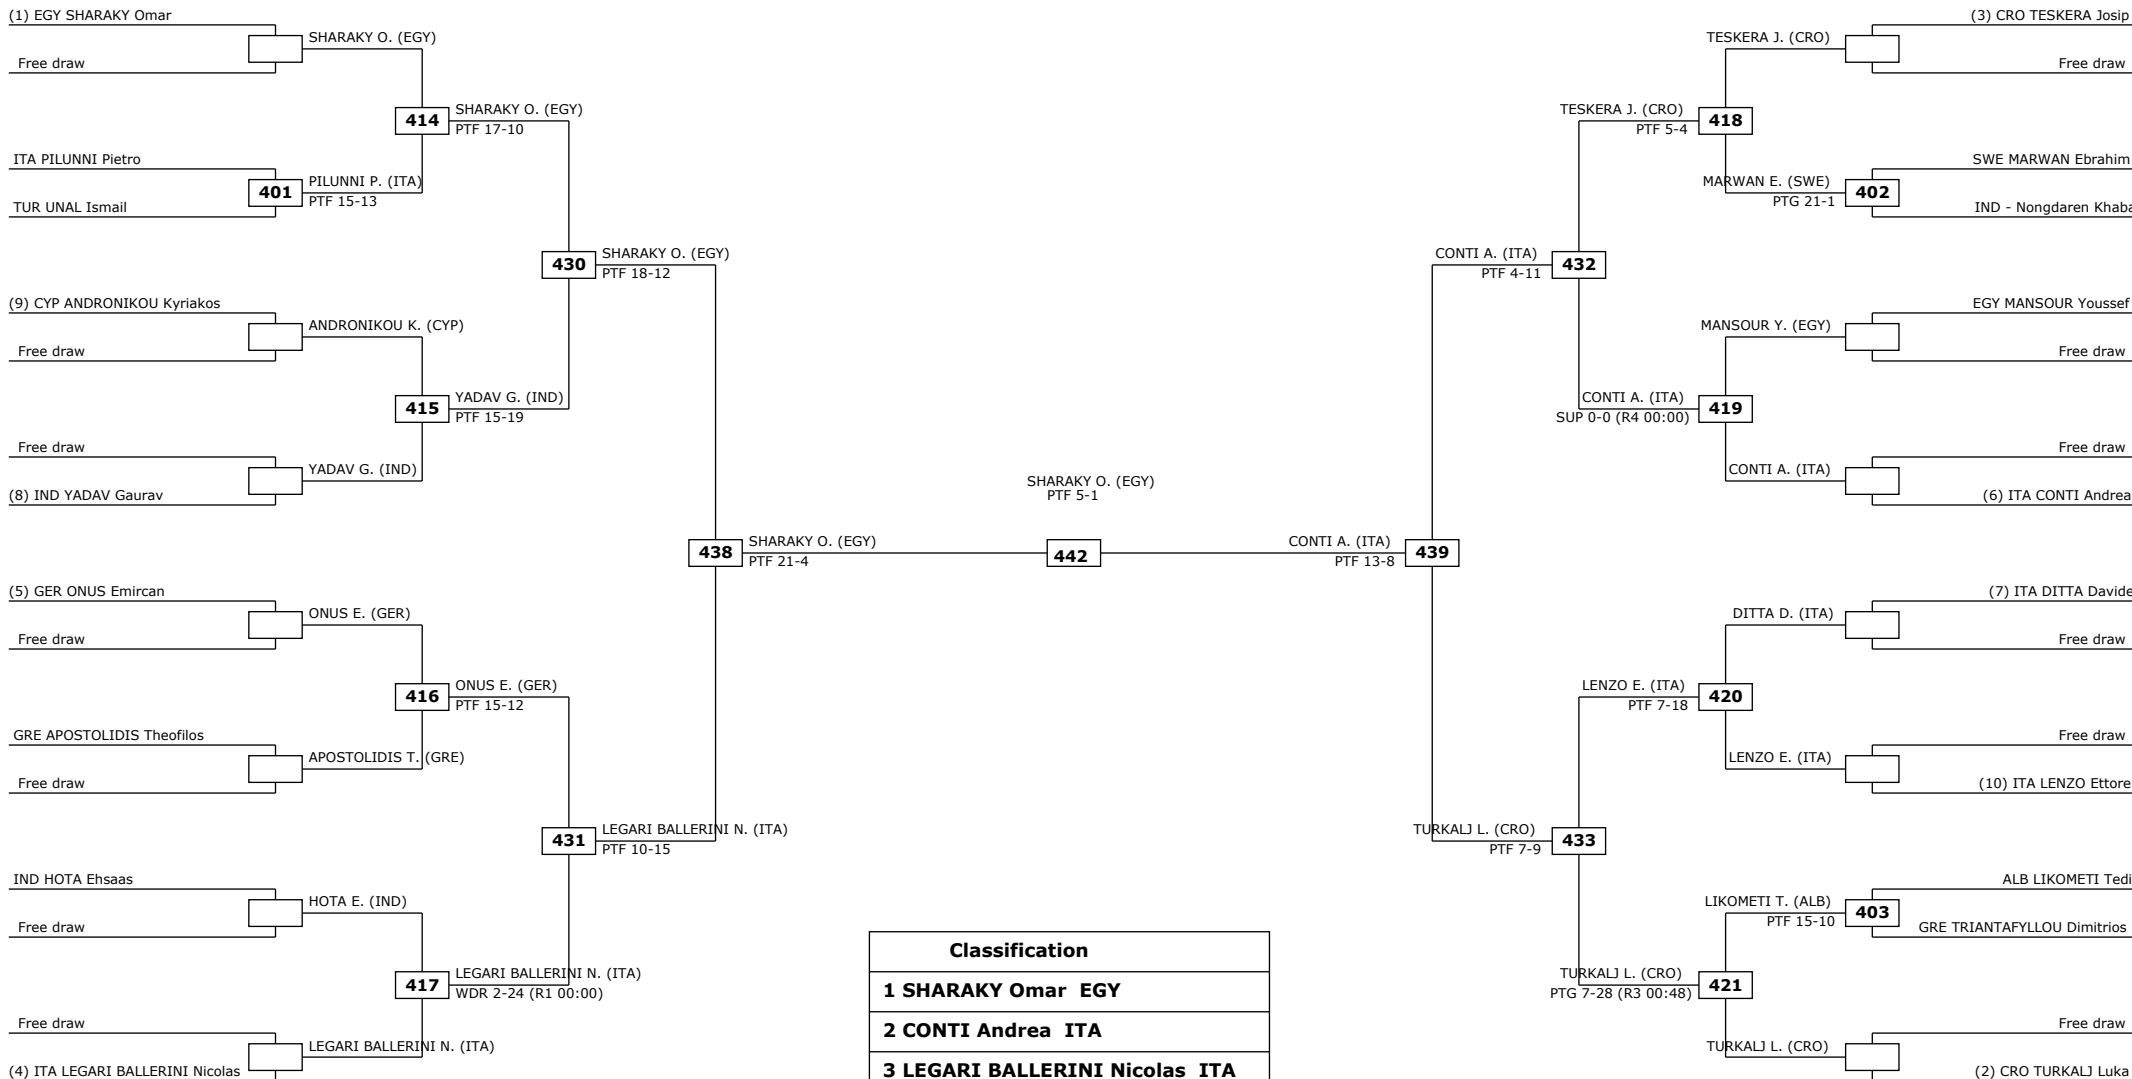 (1) EGY SHARAKY Omar
Free draw
SHARAKY O. (EGY)
414
SHARAKY O. (EGY)
PTF 17-10
ITA PILUNNI Pietro
401
PILUNNI P. (ITA)
PTF 15-13
TUR UNAL Ismail
430
SHARAKY O. (EGY)
PTF 18-12
(9) CYP ANDRONIKOU Kyriakos
Free draw
ANDRONIKOU K. (CYP)
415
YADAV G. (IND)
PTF 15-19
Free draw
YADAV G. (IND)
(8) IND YADAV Gaurav
438
SHARAKY O. (EGY)
PTF 21-4
(5) GER ONUS Emircan
Free draw
ONUS E. (GER)
416
ONUS E. (GER)
PTF 15-12
GRE APOSTOLIDIS Theofilos
Free draw
APOSTOLIDIS T. (GRE)
431
LEGARI BALLERINI N. (ITA)
PTF 10-15
IND HOTA Ehsaas
Free draw
HOTA E. (IND)
417
LEGARI BALLERINI N. (ITA)
WDR 2-24 (R1 00:00)
Free draw
LEGARI BALLERINI N. (ITA)
(4) ITA LEGARI BALLERINI Nicolas
SHARAKY O. (EGY)
PTF 5-1
442
Classification
1 SHARAKY Omar EGY
2 CONTI Andrea ITA
3 LEGARI BALLERINI Nicolas ITA
(3) CRO TESKERA Josip
Free draw
TESKERA J. (CRO)
TESKERA J. (CRO)
PTF 5-4
418
SWE MARWAN Ebrahim
MARWAN E. (SWE)
PTG 21-1
402
IND - Nongdaren Khaba
CONTI A. (ITA)
PTF 4-11
432
EGY MANSOUR Youssef
Free draw
MANSOUR Y. (EGY)
CONTI A. (ITA)
SUP 0-0 (R4 00:00)
419
Free draw
CONTI A. (ITA)
(6) ITA CONTI Andrea
CONTI A. (ITA)
PTF 13-8
439
(7) ITA DITTA Davide
Free draw
DITTA D. (ITA)
LENZO E. (ITA)
PTF 7-18
420
Free draw
LENZO E. (ITA)
(10) ITA LENZO Ettore
TURKALJ L. (CRO)
PTF 7-9
433
ALB LIKOMETI Tedi
LIKOMETI T. (ALB)
PTF 15-10
403
GRE TRIANTAFYLLOU Dimitrios
TURKALJ L. (CRO)
PTG 7-28 (R3 00:48)
421
Free draw
TURKALJ L. (CRO)
(2) CRO TURKALJ Luka